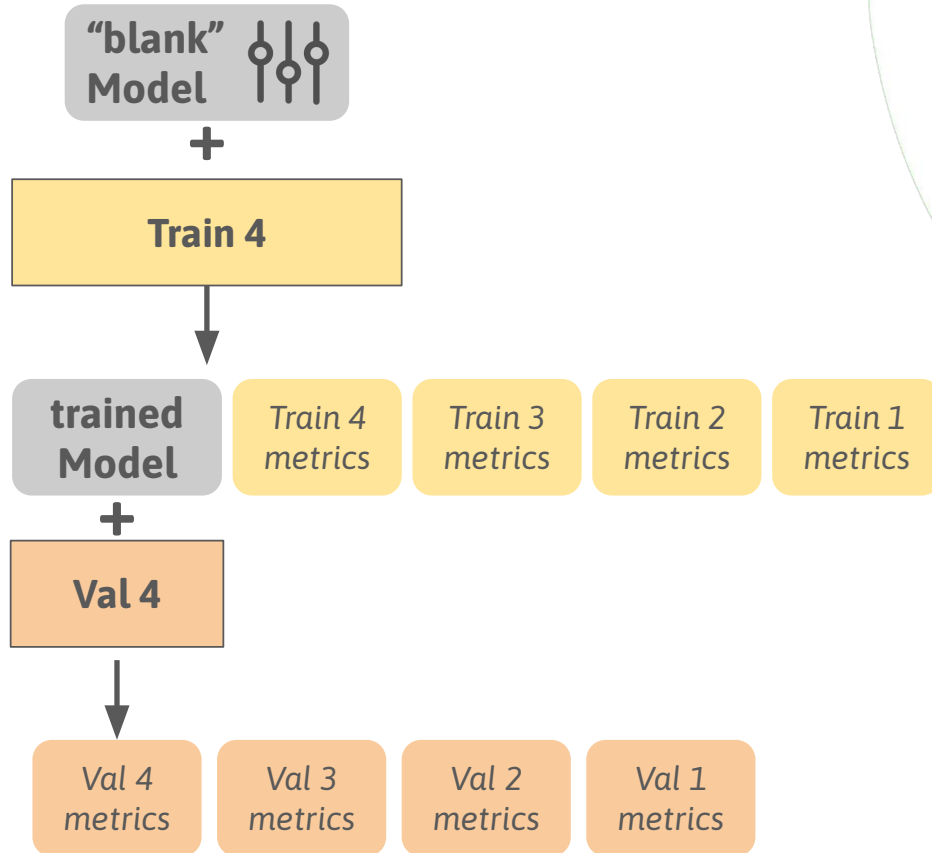 “blank”
Model
+
Train 4
trained
Model
Train 4
metrics
Train 3
metrics
Train 2
metrics
Train 1
metrics
+
Val 4
Val 4
metrics
Val 3
metrics
Val 2
metrics
Val 1
metrics